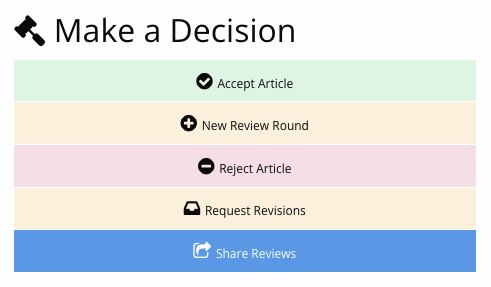 Make a Decision
Accept Article
New Review Round
Reject Article
Request Revisions
Share Reviews